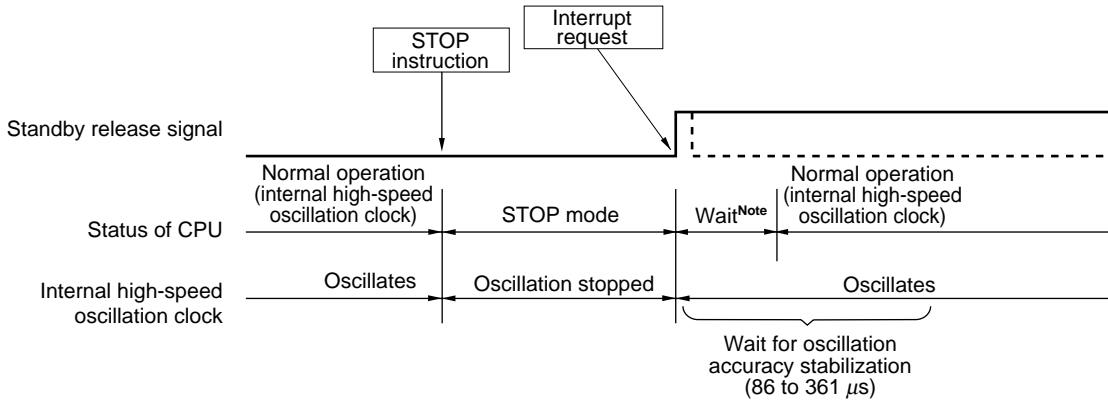 Interrupt
request
STOP
instruction
Standby release signal
Normal operation
(internal high-speed
oscillation clock)
Normal operation
(internal high-speed
oscillation clock)
Status of CPU
STOP mode
WaitNote
Internal high-speed
oscillation clock
Oscillates
Oscillation stopped
Oscillates
Wait for oscillation
accuracy stabilization
(86 to 361 μs)